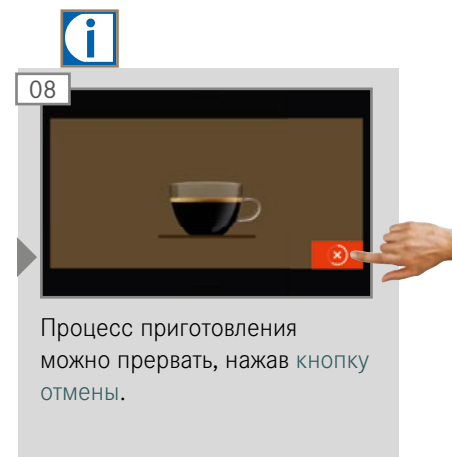 i
08
Процесс приготовления
можно прервать, нажав кнопку
отмены.